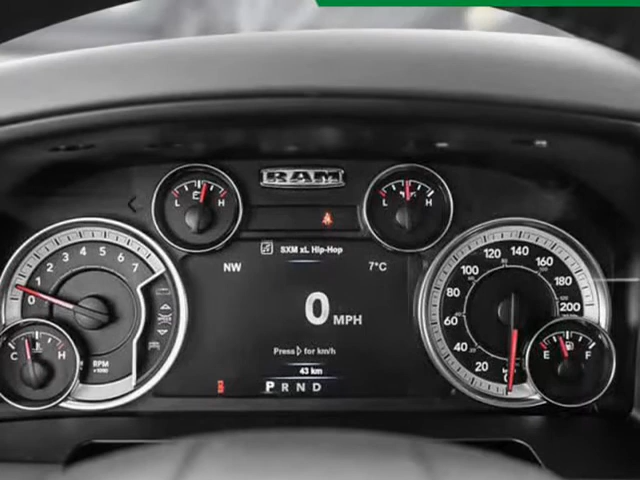 RAM
L H
L H
SXM xL Hip-Hop
NW 7°C
0 MPH
Press for km/h
43 km
P R N D
0 1 2 3 4 5 6 7
RPM
x1000
C H
20 40 60 80 100 120 140 160 180 200
E F